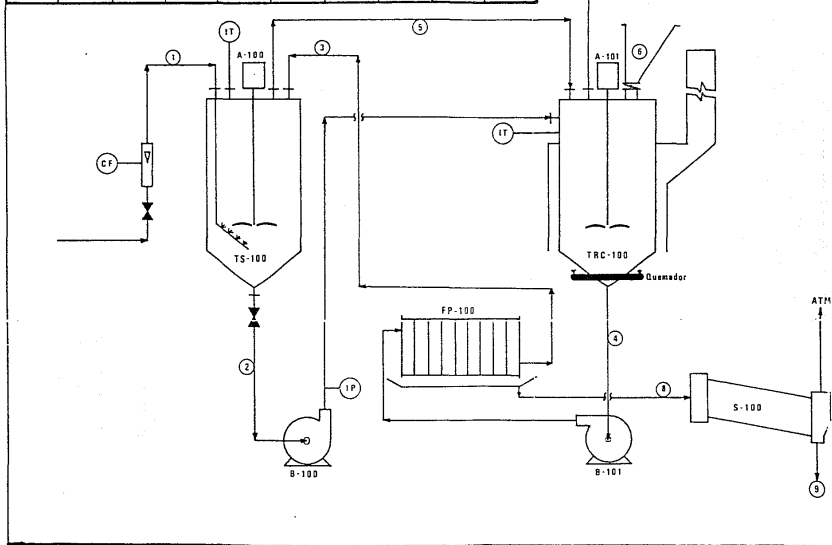 5
IT
3
6
1
A-100
A-101
IT
CF
TS-100
TRC-100
Quemador
ATM
FP-100
4
8
S-100
2
IP
B-100
B-101
9